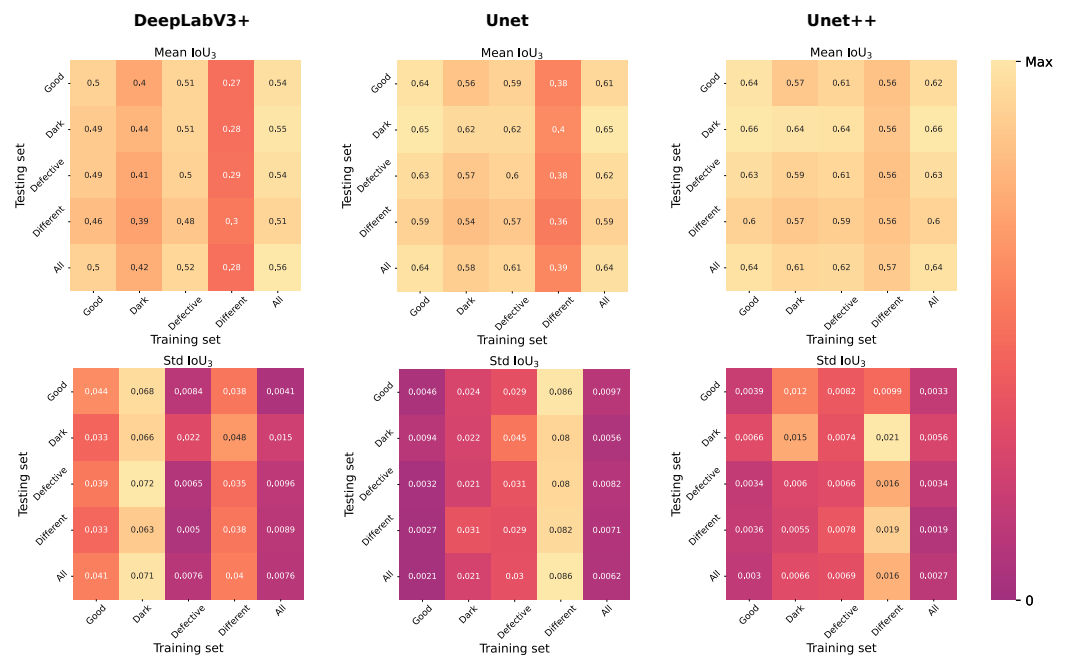 DeepLabV3+ Unet Unet++
Mean IoU3 Mean IoU3 Mean IoU3
Testing set
Good 0,5 0,4 0,51 0,27 0,54
Dark 0,49 0,44 0,51 0,28 0,55
Defective 0,49 0,41 0,5 0,29 0,54
Different 0,46 0,39 0,48 0,3 0,51
All 0,5 0,42 0,52 0,28 0,56
Good Dark Defective Different All
Training set
Testing set
Good 0,64 0,56 0,59 0,38 0,61
Dark 0,65 0,62 0,62 0,4 0,65
Defective 0,63 0,57 0,6 0,38 0,62
Different 0,59 0,54 0,57 0,36 0,59
All 0,64 0,58 0,61 0,39 0,64
Good Dark Defective Different All
Training set
Testing set
Good 0,64 0,57 0,61 0,56 0,62
Dark 0,66 0,64 0,64 0,56 0,66
Defective 0,63 0,59 0,61 0,56 0,63
Different 0,6 0,57 0,59 0,56 0,6
All 0,64 0,61 0,62 0,57 0,64
Good Dark Defective Different All
Training set
Std IoU3 Std IoU3 Std IoU3
Testing set
Good 0,044 0,068 0,0084 0,038 0,0041
Dark 0,033 0,066 0,022 0,048 0,015
Defective 0,039 0,072 0,0065 0,035 0,0096
Different 0,033 0,063 0,005 0,038 0,0089
All 0,041 0,071 0,0076 0,04 0,0076
Good Dark Defective Different All
Training set
Testing set
Good 0,0046 0,024 0,029 0,086 0,0097
Dark 0,0094 0,022 0,045 0,08 0,0056
Defective 0,0032 0,021 0,031 0,08 0,0082
Different 0,0027 0,031 0,029 0,082 0,0071
All 0,0021 0,021 0,03 0,086 0,0062
Good Dark Defective Different All
Training set
Testing set
Good 0,0039 0,012 0,0082 0,0099 0,0033
Dark 0,0066 0,015 0,0074 0,021 0,0056
Defective 0,0034 0,006 0,0066 0,016 0,0034
Different 0,0036 0,0055 0,0078 0,019 0,0019
All 0,003 0,0066 0,0069 0,016 0,0027
Good Dark Defective Different All
Training set
Max
0